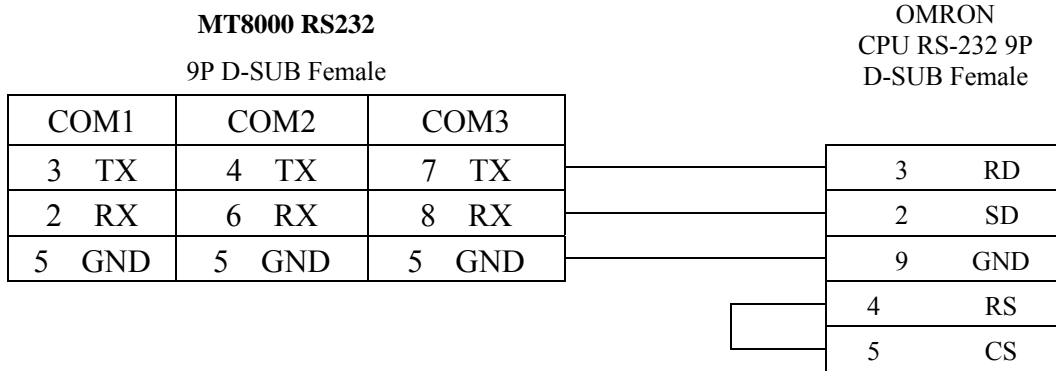 MT8000 RS232
9P D-SUB Female
COM1 COM2 COM3
3 TX 4 TX 7 TX
2 RX 6 RX 8 RX
5 GND 5 GND 5 GND
OMRON
CPU RS-232 9P
D-SUB Female
3 RD
2 SD
9 GND
4 RS
5 CS